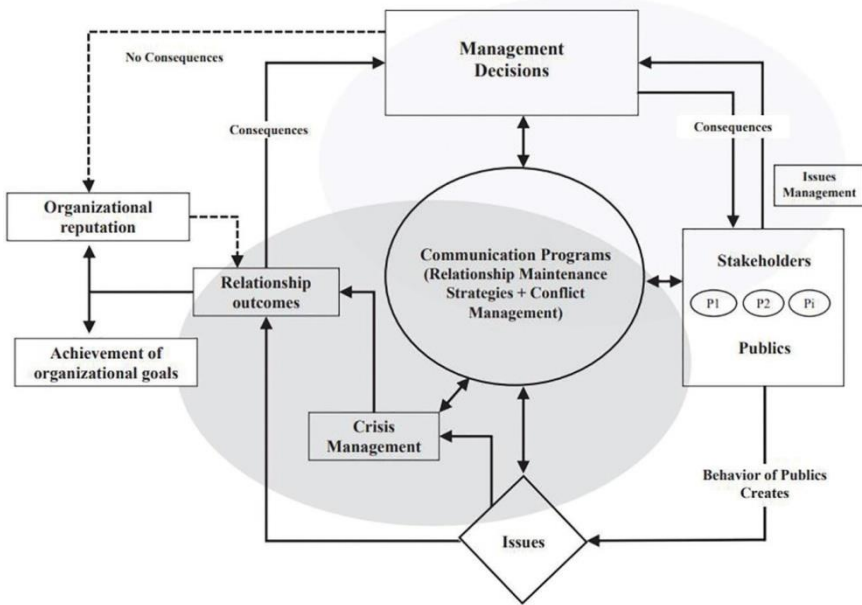 Management
Decisions
No Consequences
Consequences
Consequences
Issues
Management
Organizational
reputation
Communication Programs
(Relationship Maintenance
Strategies + Conflict
Management)
Stakeholders
P1 P2 Pi
Publics
Relationship
outcomes
Achievement of
organizational goals
Crisis
Management
Behavior of Publics
Creates
Issues